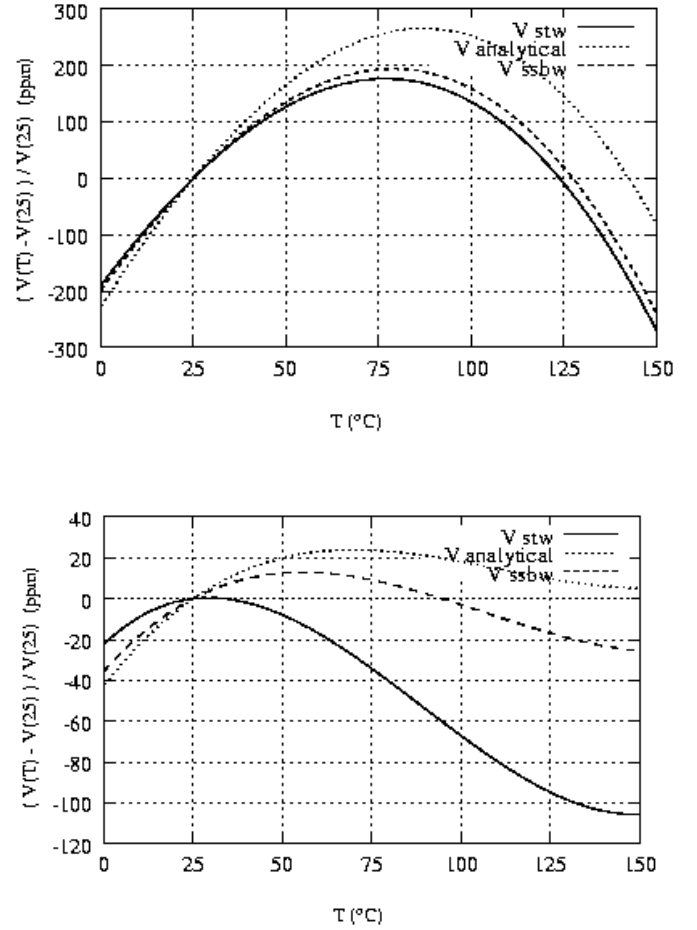 ( V(T) -V(25) ) / V(25) (ppm)
300
200
100
0
-100
-200
-300
V stw
V analytical
V ssbw
0 25 50 75 100 125 150
T (°C)
( V(T) - V(25) ) / V(25) (ppm)
40
20
0
-20
-40
-60
-80
-100
-120
V stw
V analytical
V ssbw
0 25 50 75 100 125 150
T (°C)